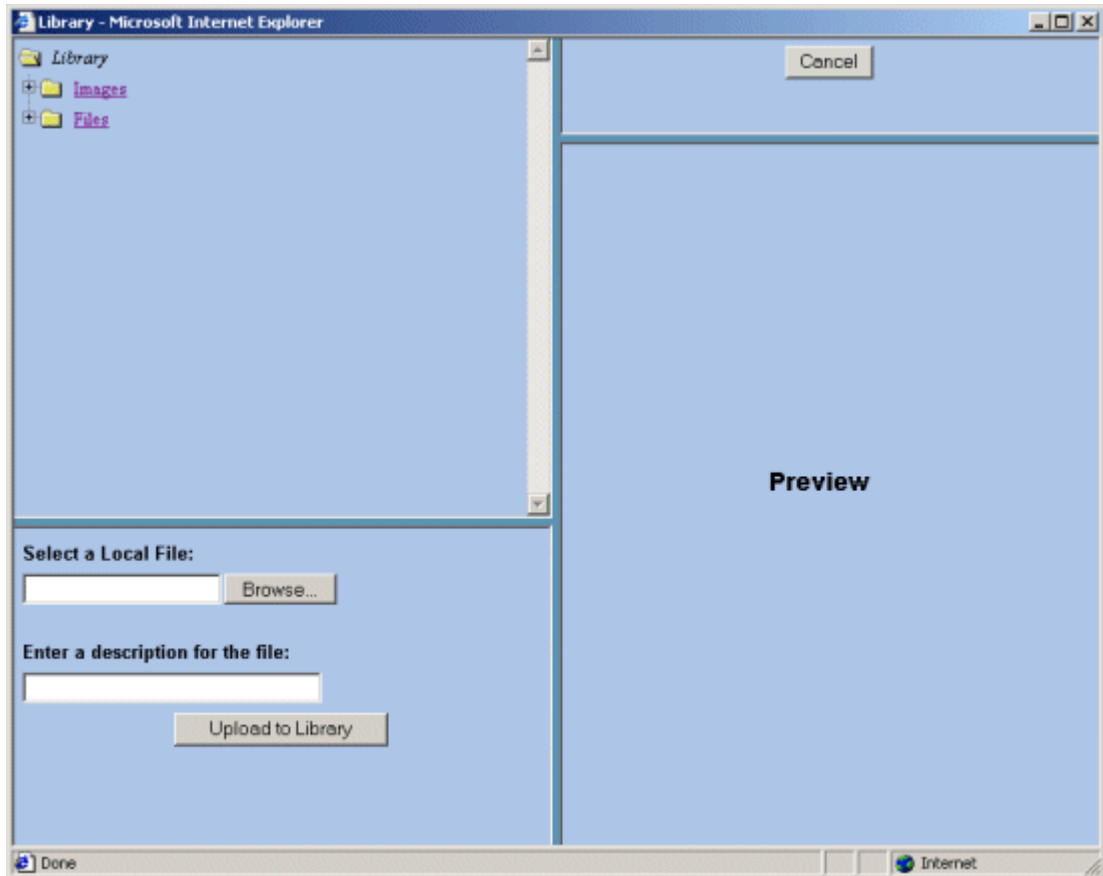 Library - Microsoft Internet Explorer
Library
Images
Files
Cancel
Preview
Select a Local File:
Browse...
Enter a description for the file:
Upload to Library
Done
Internet